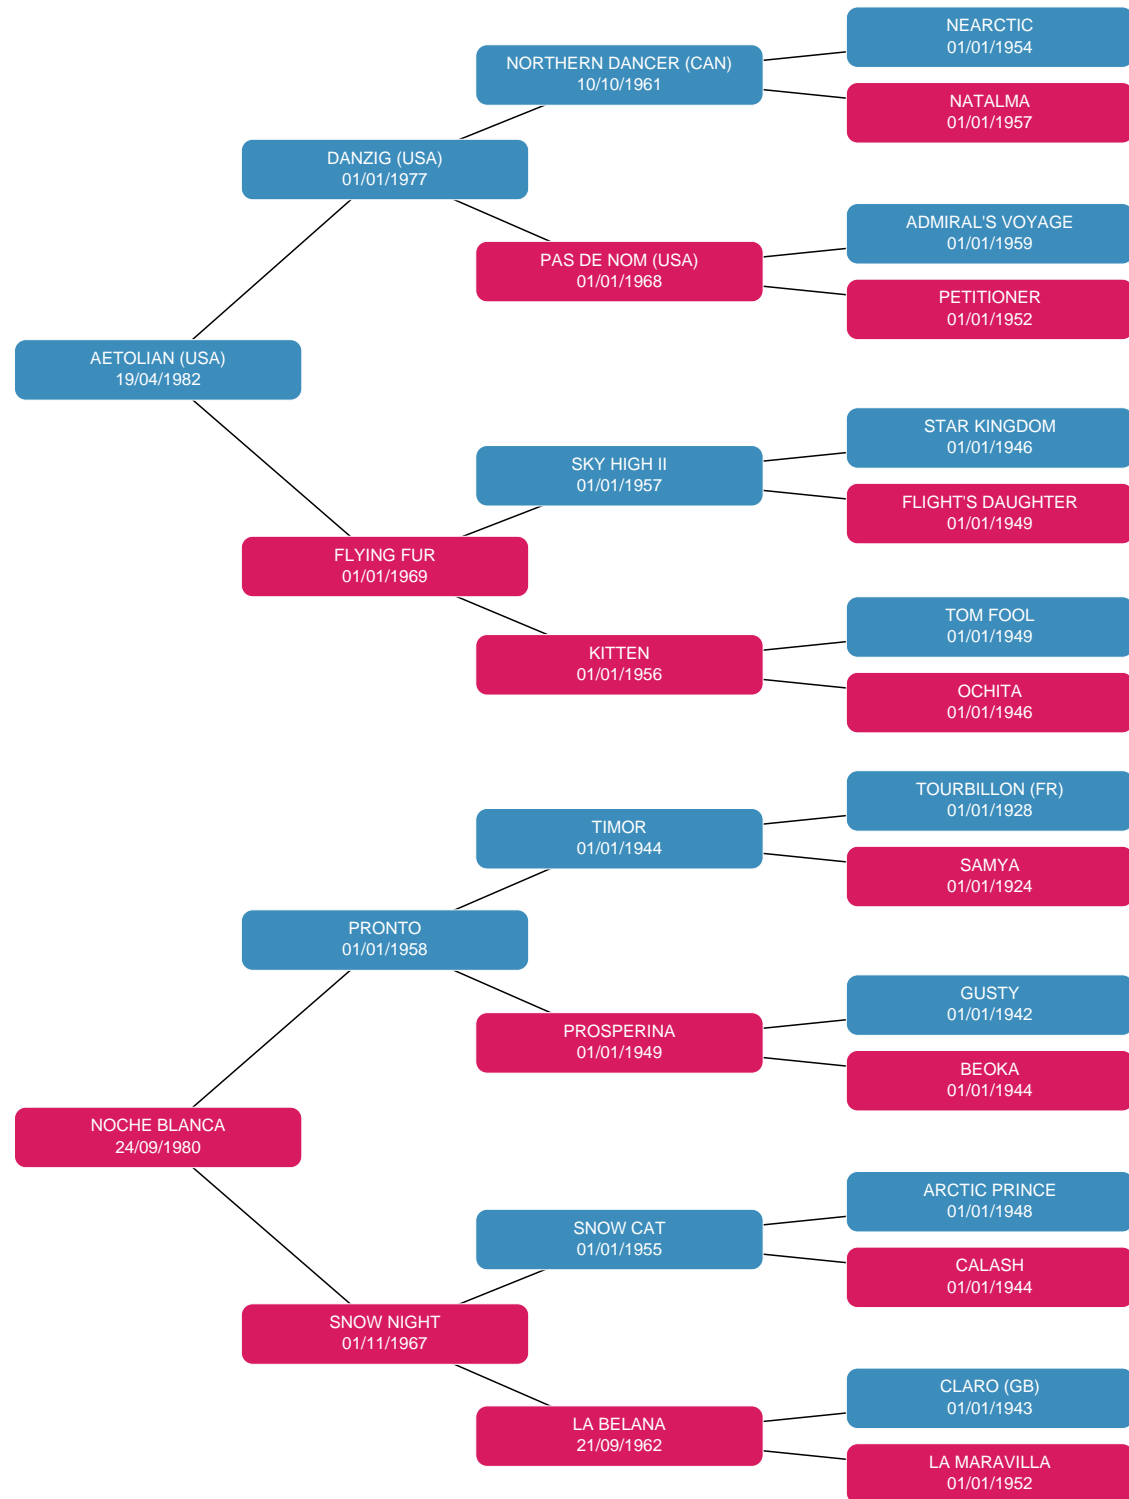 NEARCTIC
01/01/1954
NORTHERN DANCER (CAN)
10/10/1961
NATALMA
01/01/1957
DANZIG (USA)
01/01/1977
ADMIRAL'S VOYAGE
01/01/1959
PAS DE NOM (USA)
01/01/1968
PETITIONER
01/01/1952
AETOLIAN (USA)
19/04/1982
STAR KINGDOM
01/01/1946
SKY HIGH II
01/01/1957
FLIGHT'S DAUGHTER
01/01/1949
FLYING FUR
01/01/1969
TOM FOOL
01/01/1949
KITTEN
01/01/1956
OCHITA
01/01/1946
TOURBILLON (FR)
01/01/1928
TIMOR
01/01/1944
SAMYA
01/01/1924
PRONTO
01/01/1958
GUSTY
01/01/1942
PROSPERINA
01/01/1949
BEOKA
01/01/1944
NOCHE BLANCA
24/09/1980
ARCTIC PRINCE
01/01/1948
SNOW CAT
01/01/1955
CALASH
01/01/1944
SNOW NIGHT
01/11/1967
CLARO (GB)
01/01/1943
LA BELANA
21/09/1962
LA MARAVILLA
01/01/1952